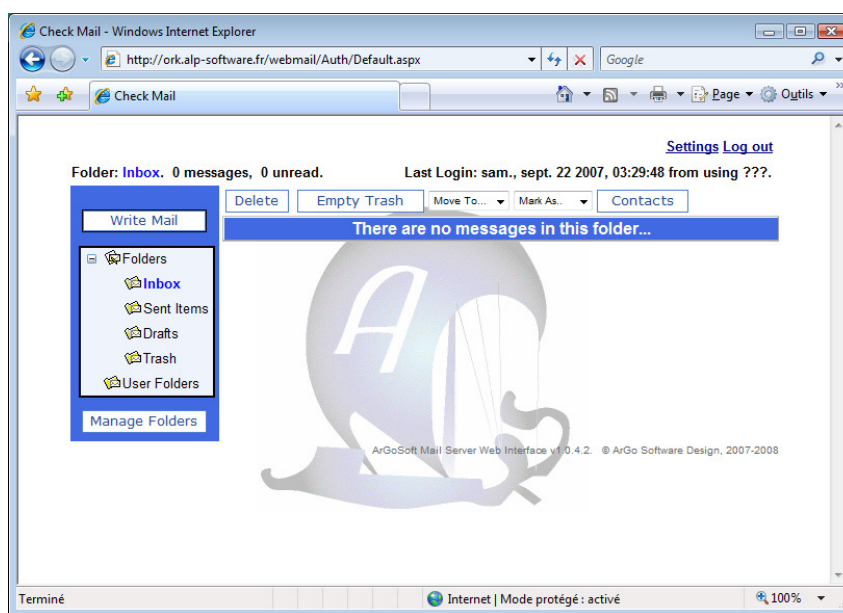 Check Mail - Windows Internet Explorer
http://ork.alp-software.fr/webmail/Auth/Default.aspx
Google
Check Mail
Page
Outils
Settings Log out
Folder: Inbox. 0 messages, 0 unread.
Last Login: sam., sept. 22 2007, 03:29:48 from using ???.
Write Mail
Delete
Empty Trash
Move To...
Mark As..
Contacts
There are no messages in this folder...
Folders
Inbox
Sent Items
Drafts
Trash
User Folders
Manage Folders
A
ArGoSoft Mail Server Web Interface v1.0.4.2. © ArGo Software Design, 2007-2008
Terminé
Internet | Mode protégé : activé
100%